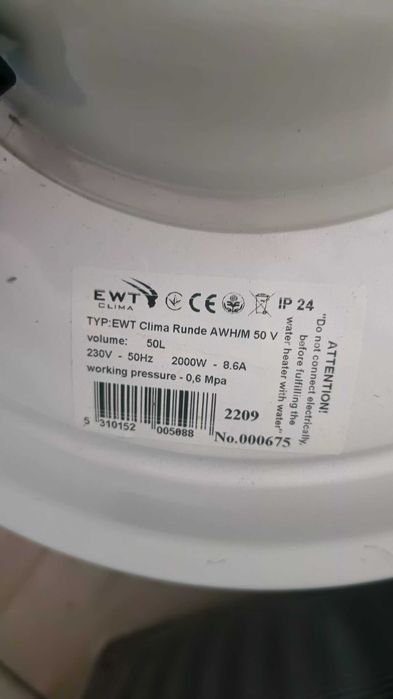 EWT
CLIMA
CE
IP 24
TYP:EWT Clima Runde AWH/M 50 V
volume: 50L
230V - 50Hz 2000W - 8.6A
working pressure - 0,6 Mpa
5 310152 005088
2209
No.000675
ATTENTION!
"Do not connect electrically,
before fulfilling the
water heater with water"